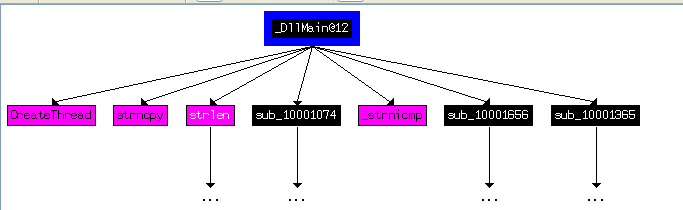 _DllMain@12
CreateThread strncpy strlen sub_10001074 _strnicmp sub_10001656 sub_10001365
... ... ... ...